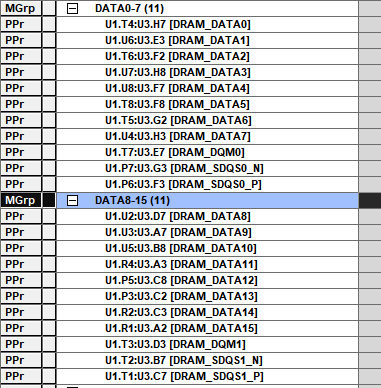 MGrp DATA0-7 (11)
PPr U1.T4:U3.H7 [DRAM_DATA0]
PPr U1.U6:U3.E3 [DRAM_DATA1]
PPr U1.T6:U3.F2 [DRAM_DATA2]
PPr U1.U7:U3.H8 [DRAM_DATA3]
PPr U1.U8:U3.F7 [DRAM_DATA4]
PPr U1.T8:U3.F8 [DRAM_DATA5]
PPr U1.T5:U3.G2 [DRAM_DATA6]
PPr U1.U4:U3.H3 [DRAM_DATA7]
PPr U1.T7:U3.E7 [DRAM_DQM0]
PPr U1.P7:U3.G3 [DRAM_SDQS0_N]
PPr U1.P6:U3.F3 [DRAM_SDQS0_P]
MGrp DATA8-15 (11)
PPr U1.U2:U3.D7 [DRAM_DATA8]
PPr U1.U3:U3.A7 [DRAM_DATA9]
PPr U1.U5:U3.B8 [DRAM_DATA10]
PPr U1.R4:U3.A3 [DRAM_DATA11]
PPr U1.P5:U3.C8 [DRAM_DATA12]
PPr U1.P3:U3.C2 [DRAM_DATA13]
PPr U1.R2:U3.C3 [DRAM_DATA14]
PPr U1.R1:U3.A2 [DRAM_DATA15]
PPr U1.T3:U3.D3 [DRAM_DQM1]
PPr U1.T2:U3.B7 [DRAM_SDQS1_N]
PPr U1.T1:U3.C7 [DRAM_SDQS1_P]